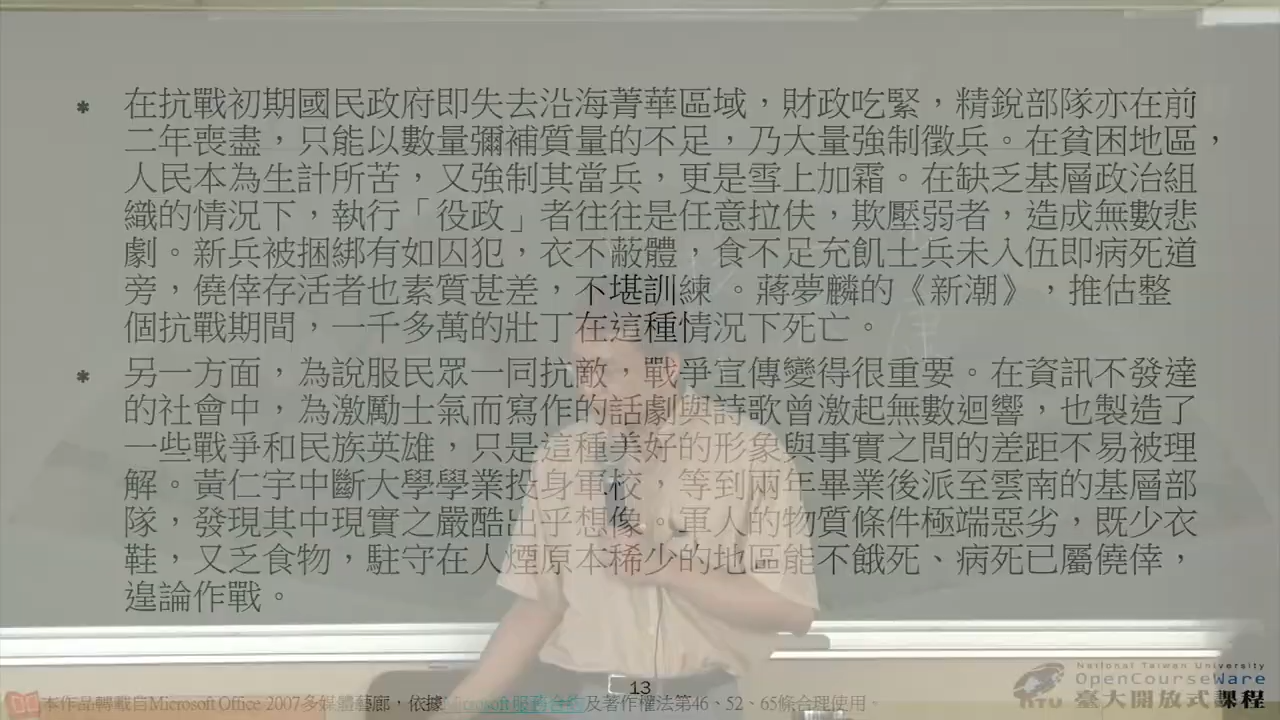 * 在抗戰初期國民政府即失去沿海菁華區域，財政吃緊，精銳部隊亦在前
二年喪盡，只能以數量彌補質量的不足，乃大量強制徵兵。在貧困地區，
人民本為生計所苦，又強制其當兵，更是雪上加霜。在缺乏基層政治組
織的情況下，執行「役政」者往往是任意拉伕，欺壓弱者，造成無數悲
劇。新兵被捆綁有如囚犯，衣不蔽體，食不足充飢士兵未入伍即病死道
旁，僥倖存活者也素質甚差，不堪訓練 。蔣夢麟的《新潮》，推估整
個抗戰期間，一千多萬的壯丁在這種情況下死亡。
* 另一方面，為說服民眾一同抗敵，戰爭宣傳變得很重要。在資訊不發達
的社會中，為激勵士氣而寫作的話劇與詩歌曾激起無數迴響，也製造了
一些戰爭和民族英雄，只是這種美好的形象與事實之間的差距不易被理
解。黃仁宇中斷大學學業投身軍校，等到兩年畢業後派至雲南的基層部
隊，發現其中現實之嚴酷出乎想像。軍人的物質條件極端惡劣，既少衣
鞋，又乏食物，駐守在人煙原本稀少的地區能不餓死、病死已屬僥倖，
遑論作戰。
13
本作品轉載自Microsoft Office 2007多媒體藝廊，依據Microsoft服務合約及著作權法第46、52、65條合理使用。
National Taiwan University
OpenCourseWare
NTU 臺大開放式課程